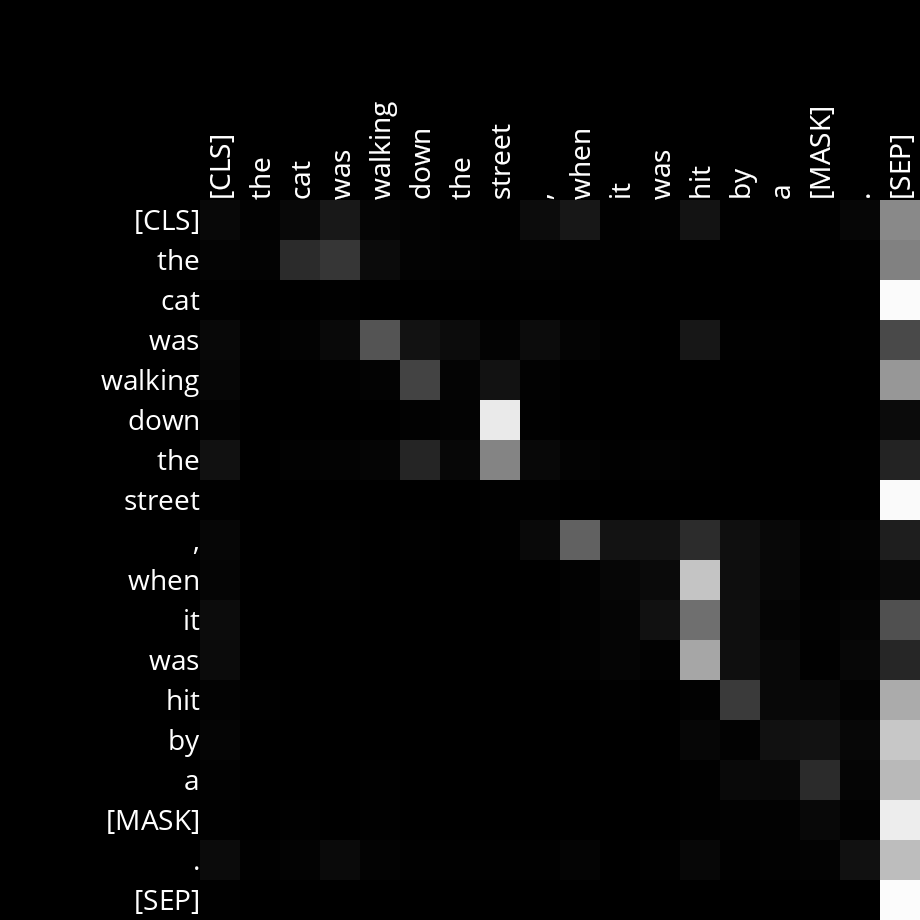 [CLS] the cat was walking down the street , when it was hit by a [MASK] . [SEP]
[CLS]
the
cat
was
walking
down
the
street
,
when
it
was
hit
by
a
[MASK]
.
[SEP]